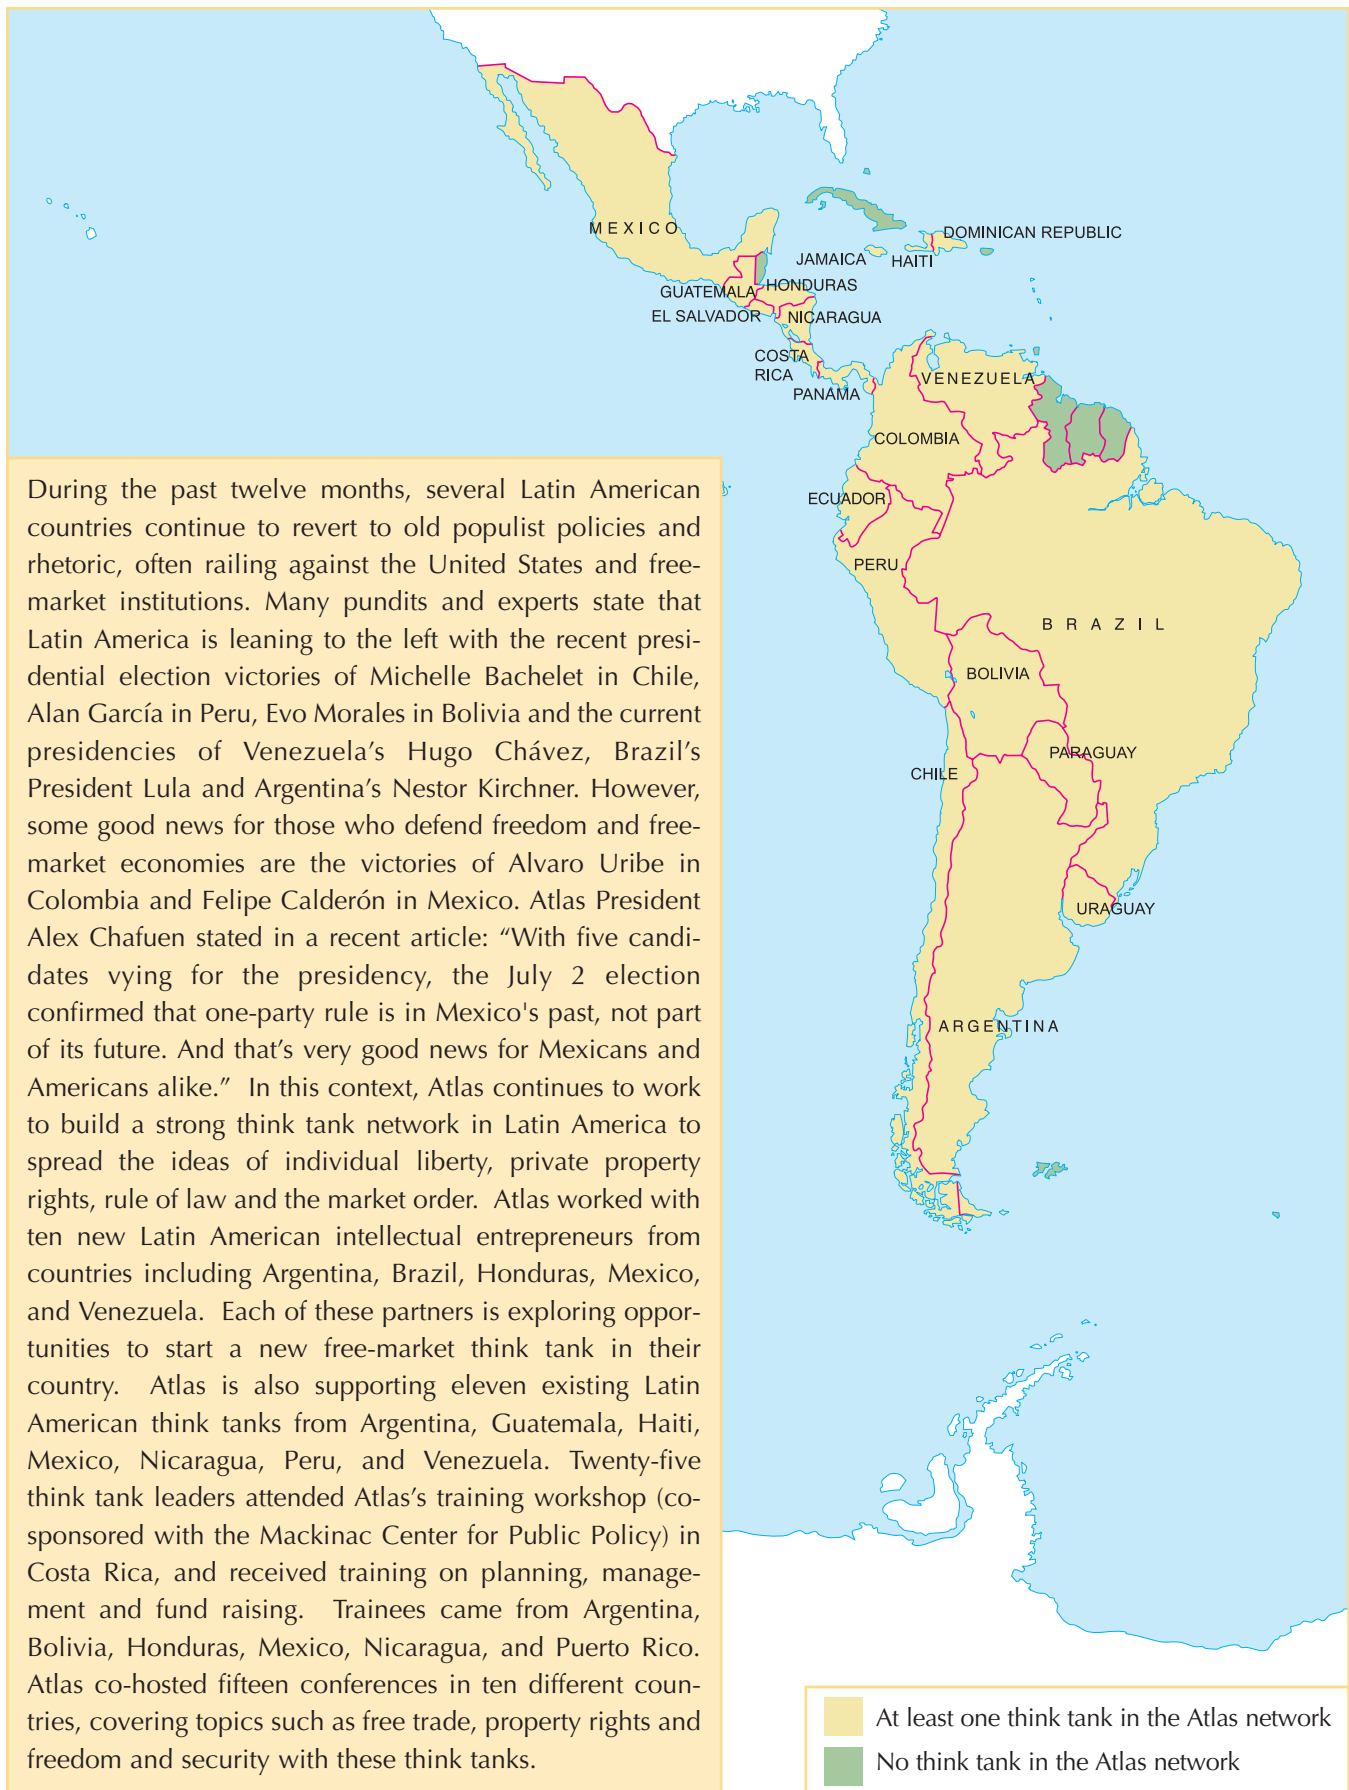 MEXICO
DOMINICAN REPUBLIC
JAMAICA
HAITI
GUATEMALA
HONDURAS
EL SALVADOR
NICARAGUA
COSTA
RICA
PANAMA
VENEZUELA
COLOMBIA
ECUADOR
PERU
BRAZIL
BOLIVIA
PARAGUAY
CHILE
URAGUAY
ARGENTINA
During the past twelve months, several Latin American
countries continue to revert to old populist policies and
rhetoric, often railing against the United States and free-
market institutions. Many pundits and experts state that
Latin America is leaning to the left with the recent presi-
dential election victories of Michelle Bachelet in Chile,
Alan García in Peru, Evo Morales in Bolivia and the current
presidencies of Venezuela's Hugo Chávez, Brazil's
President Lula and Argentina's Nestor Kirchner. However,
some good news for those who defend freedom and free-
market economies are the victories of Alvaro Uribe in
Colombia and Felipe Calderón in Mexico. Atlas President
Alex Chafuen stated in a recent article: “With five candi-
dates vying for the presidency, the July 2 election
confirmed that one-party rule is in Mexico's past, not part
of its future. And that’s very good news for Mexicans and
Americans alike.” In this context, Atlas continues to work
to build a strong think tank network in Latin America to
spread the ideas of individual liberty, private property
rights, rule of law and the market order. Atlas worked with
ten new Latin American intellectual entrepreneurs from
countries including Argentina, Brazil, Honduras, Mexico,
and Venezuela. Each of these partners is exploring oppor-
tunities to start a new free-market think tank in their
country. Atlas is also supporting eleven existing Latin
American think tanks from Argentina, Guatemala, Haiti,
Mexico, Nicaragua, Peru, and Venezuela. Twenty-five
think tank leaders attended Atlas’s training workshop (co-
sponsored with the Mackinac Center for Public Policy) in
Costa Rica, and received training on planning, manage-
ment and fund raising. Trainees came from Argentina,
Bolivia, Honduras, Mexico, Nicaragua, and Puerto Rico.
Atlas co-hosted fifteen conferences in ten different coun-
tries, covering topics such as free trade, property rights and
freedom and security with these think tanks.
At least one think tank in the Atlas network
No think tank in the Atlas network